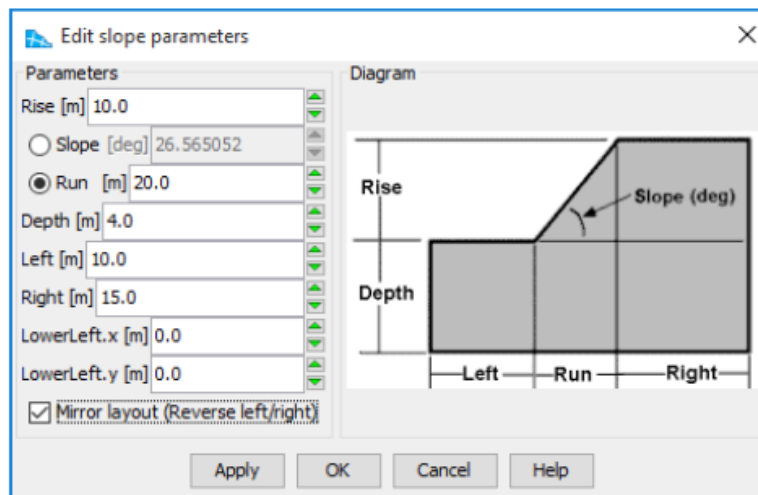 Edit slope parameters
Parameters
Rise [m] 10.0
Slope [deg] 26.565052
Run [m] 20.0
Depth [m] 4.0
Left [m] 10.0
Right [m] 15.0
LowerLeft.x [m] 0.0
LowerLeft.y [m] 0.0
Mirror layout (Reverse left/right)
Diagram
Rise
Slope (deg)
Depth
Left Run Right
Apply OK Cancel Help